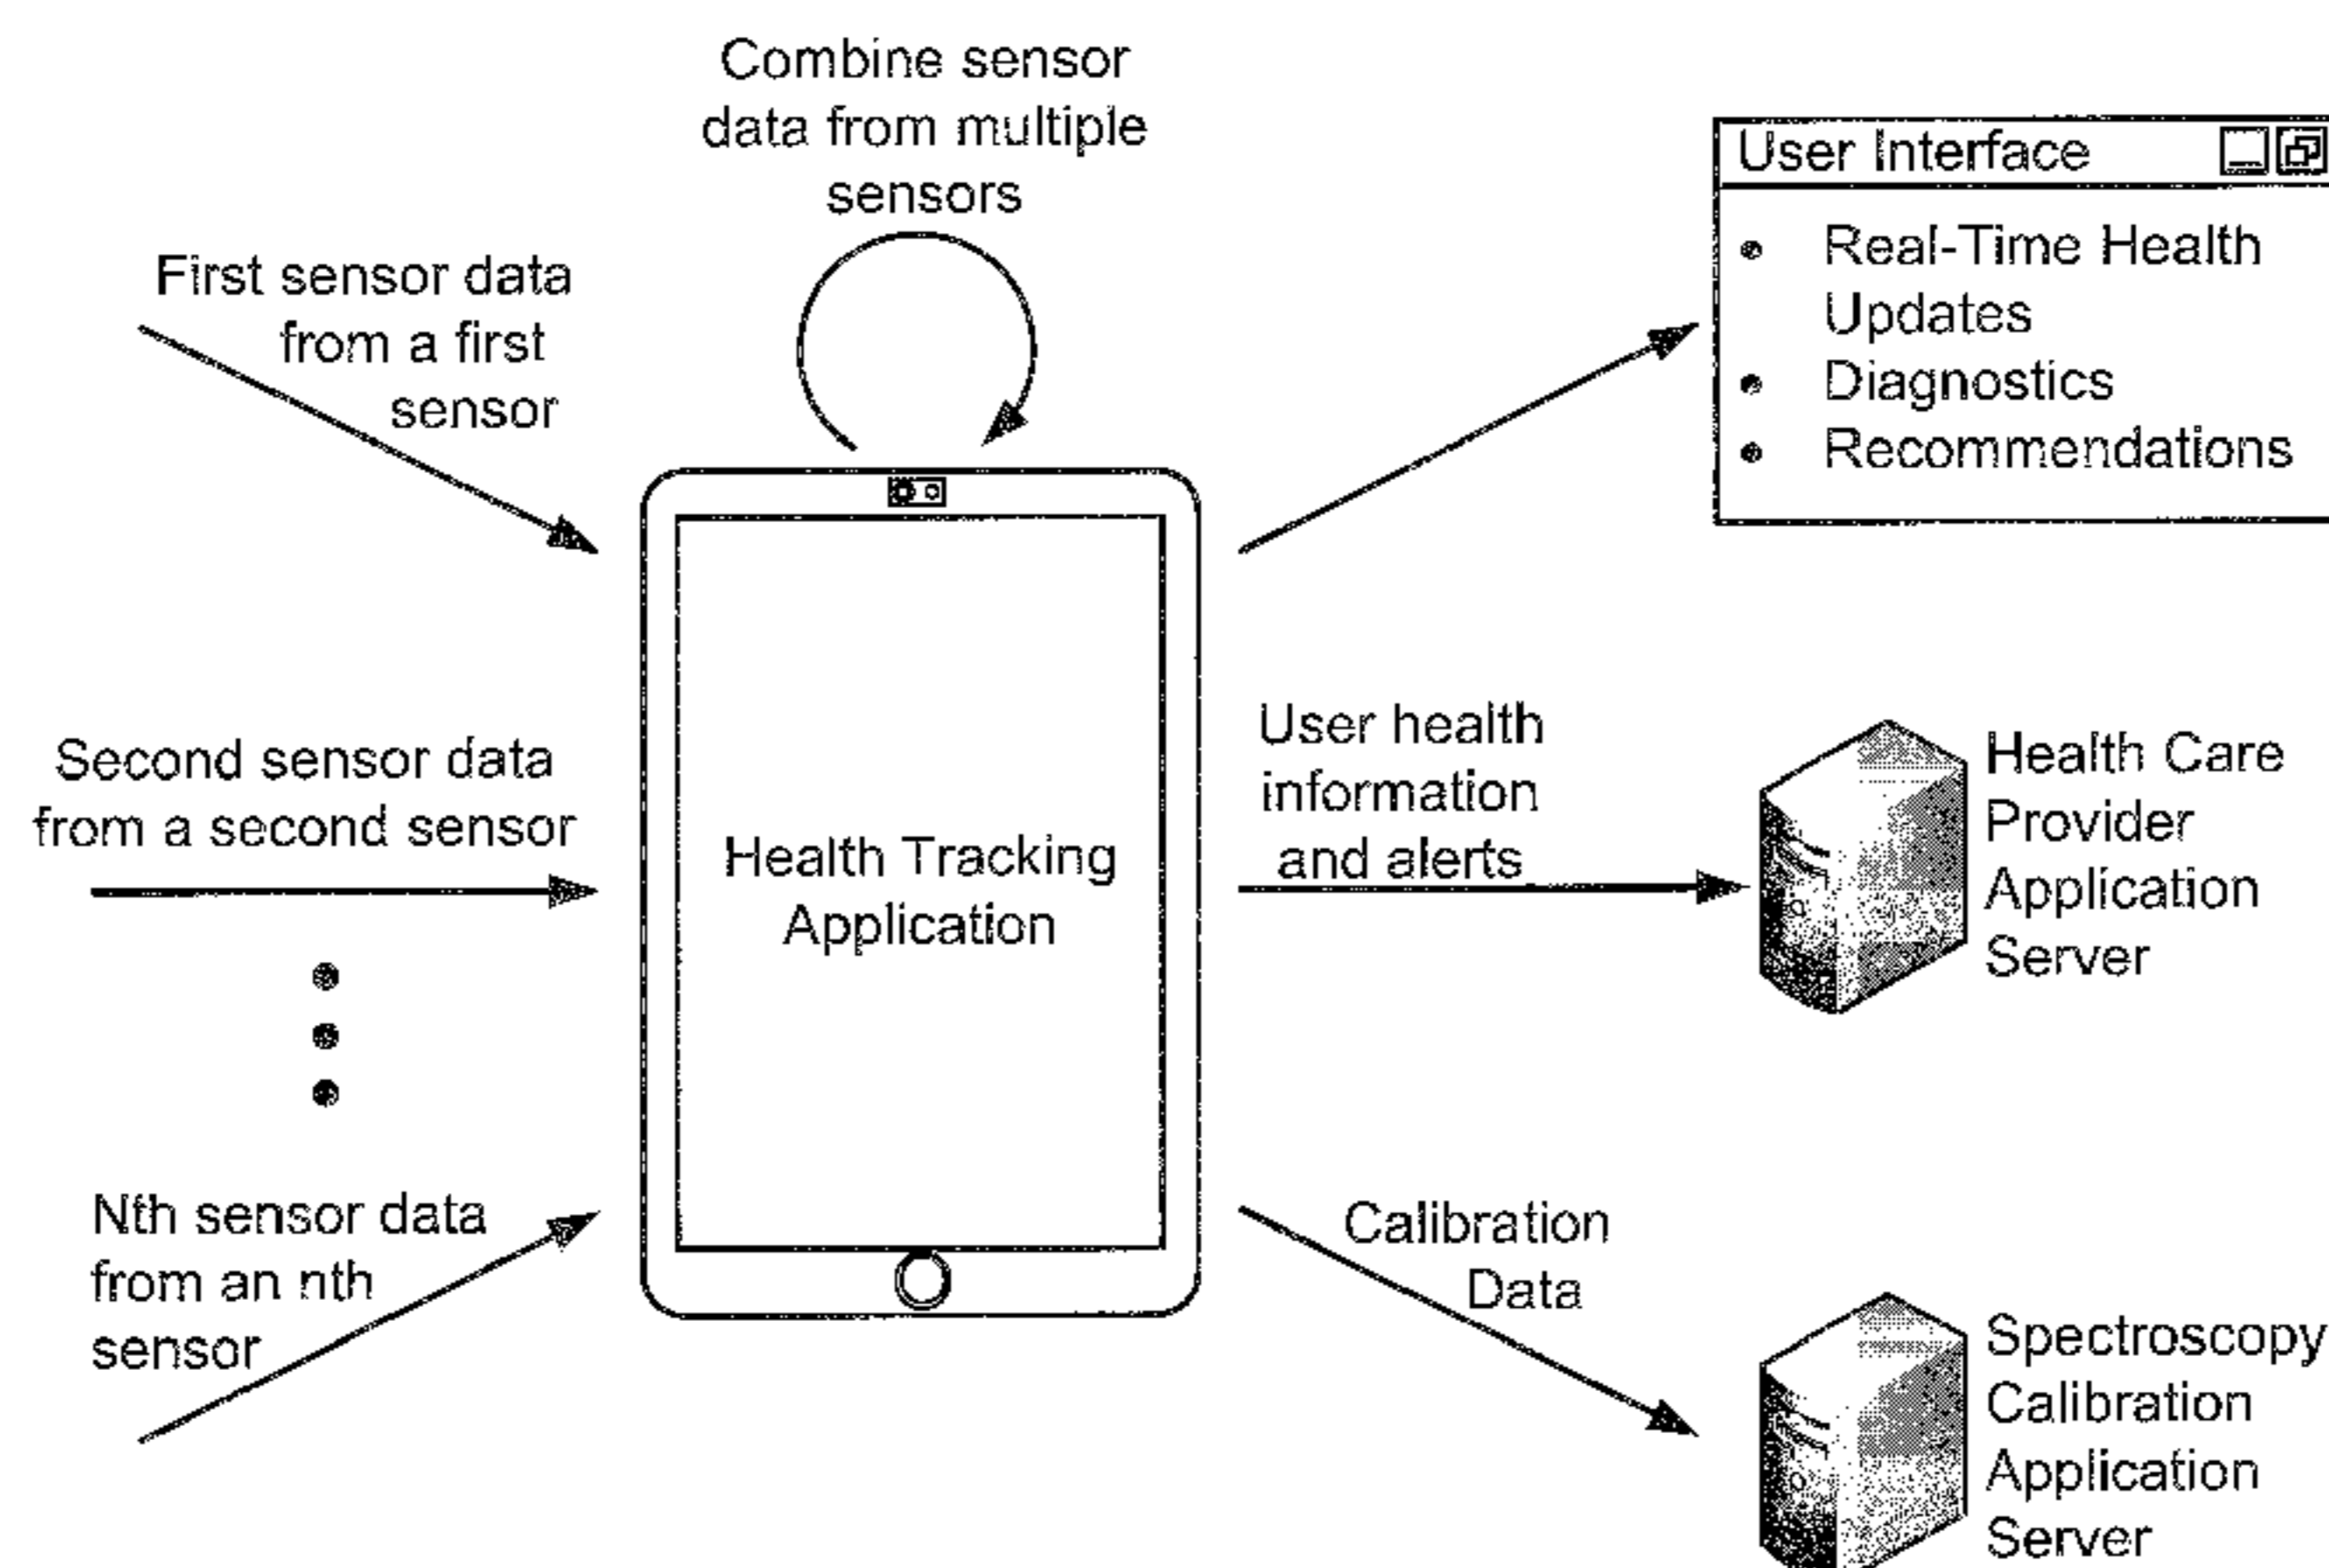 Combine sensor
data from multiple
sensors
First sensor data
from a first
sensor
Second sensor data
from a second sensor
Nth sensor data
from an nth
sensor
Health Tracking
Application
User Interface
• Real-Time Health
Updates
• Diagnostics
• Recommendations
User health
information
and alerts
Health Care
Provider
Application
Server
Calibration
Data
Spectroscopy
Calibration
Application
Server